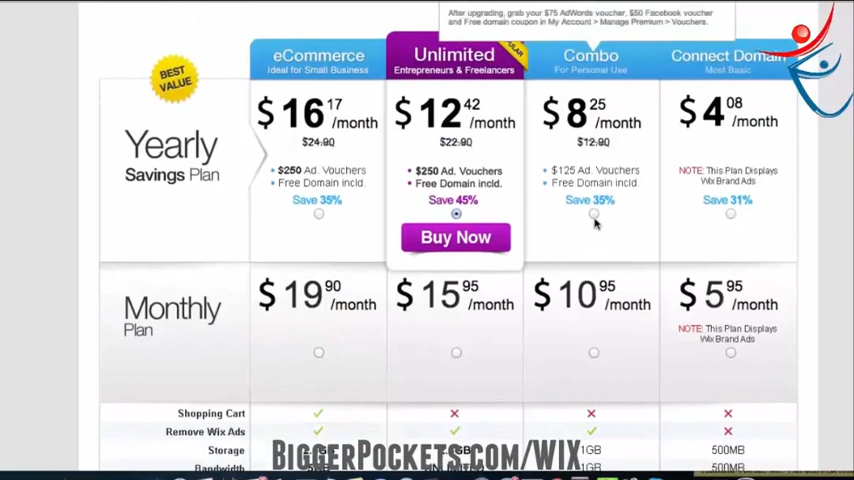 After upgrading, grab your $75 AdWords voucher, $50 Facebook voucher
and Free domain coupon in My Account > Manage Premium > Vouchers.
eCommerce
Ideal for Small Business
Unlimited
Entrepreneurs & Freelancers
Combo
For Personal Use
Connect Domain
Most Basic
BEST
VALUE
Yearly
Savings Plan
$16 17 /month
$24.90
• $250 Ad. Vouchers
• Free Domain incld.
Save 35%
$12 42 /month
$22.90
• $250 Ad. Vouchers
• Free Domain incld.
Save 45%
Buy Now
$8 25 /month
$12.90
• $125 Ad. Vouchers
• Free Domain incld.
Save 35%
$4 08 /month
NOTE: This Plan Displays
Wix Brand Ads
Save 31%
Monthly
Plan
$19 90 /month
$15 95 /month
$10 95 /month
$5 95 /month
NOTE: This Plan Displays
Wix Brand Ads
Shopping Cart
Remove Wix Ads
Storage 1GB 500MB
Bandwidth 500MB
BIGGERPOCKETS.COM/WIX